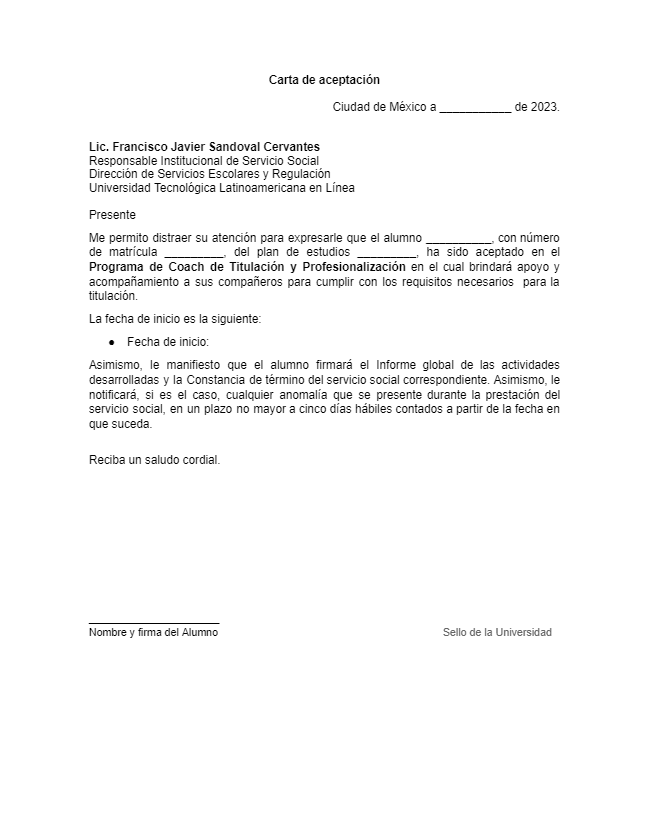 Carta de aceptación
Ciudad de México a ___________ de 2023.
Lic. Francisco Javier Sandoval Cervantes
Responsable Institucional de Servicio Social
Dirección de Servicios Escolares y Regulación
Universidad Tecnológica Latinoamericana en Línea
Presente
Me permito distraer su atención para expresarle que el alumno __________, con número
de matrícula _________, del plan de estudios _________, ha sido aceptado en el
Programa de Coach de Titulación y Profesionalización en el cual brindará apoyo y
acompañamiento a sus compañeros para cumplir con los requisitos necesarios  para la
titulación.
La fecha de inicio es la siguiente:
● Fecha de inicio:
Asimismo, le manifiesto que el alumno firmará el Informe global de las actividades
desarrolladas y la Constancia de término del servicio social correspondiente. Asimismo, le
notificará, si es el caso, cualquier anomalía que se presente durante la prestación del
servicio social, en un plazo no mayor a cinco días hábiles contados a partir de la fecha en
que suceda.
Reciba un saludo cordial.
____________________
Nombre y firma del Alumno
Sello de la Universidad